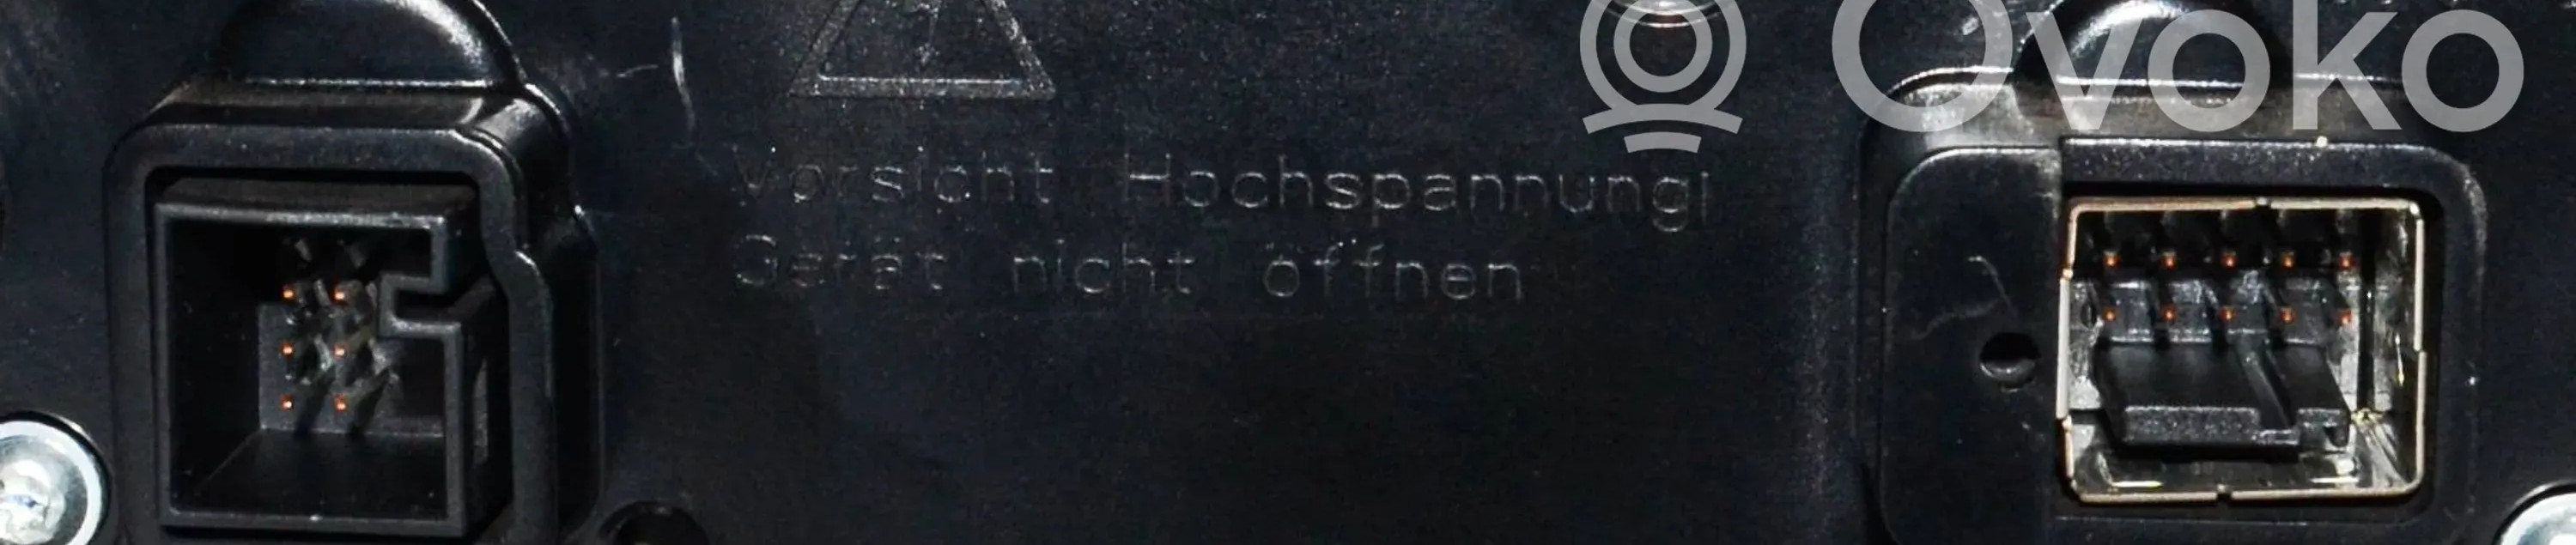 Ovoko
Vorsicht Hochspannung!
Gerät nicht öffnen